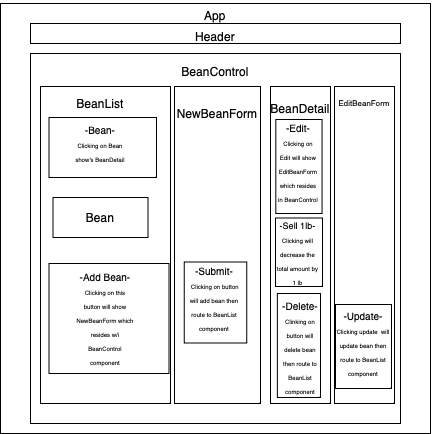 App
Header
BeanControl
BeanList
-Bean-
Clicking on Bean
show's BeanDetail
Bean
-Add Bean-
Clicking on this
button will show
NewBeanForm which
resides w/i
BeanControl
component
NewBeanForm
-Submit-
Clicking on button
will add bean then
route to BeanList
component
BeanDetail
-Edit-
Clicking on
Edit will show
EditBeanForm
which resides
in BeanControl
-Sell 1lb-
Clicking will
decrease the
total amount by
1 lb
-Delete-
Clinking on
button will
delete bean
then route to
BeanList
component
EditBeanForm
-Update-
Clicking update will
update bean then
route to BeanList
component